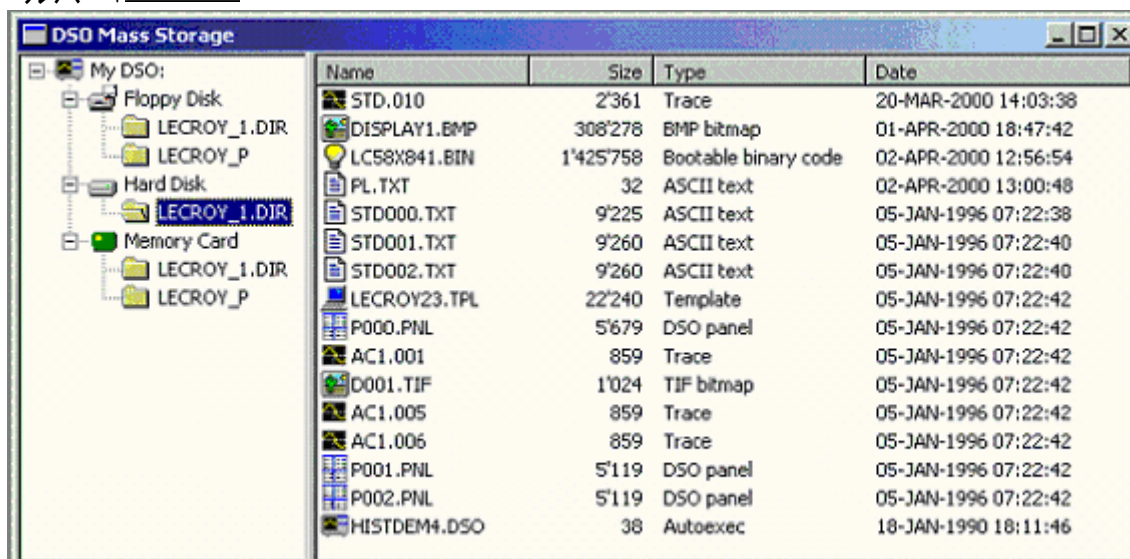 DSO Mass Storage
My DSO:
Floppy Disk
LECROY_1.DIR
LECROY_P
Hard Disk
LECROY_1.DIR
Memory Card
LECROY_1.DIR
LECROY_P
Name Size Type Date
STD.010 2'361 Trace 20-MAR-2000 14:03:38
DISPLAY1.BMP 308'278 BMP bitmap 01-APR-2000 18:47:42
LC58X841.BIN 1'425'758 Bootable binary code 02-APR-2000 12:56:54
PL.TXT 32 ASCII text 02-APR-2000 13:00:48
STD000.TXT 9'225 ASCII text 05-JAN-1996 07:22:38
STD001.TXT 9'260 ASCII text 05-JAN-1996 07:22:40
STD002.TXT 9'260 ASCII text 05-JAN-1996 07:22:40
LECROY23.TPL 22'240 Template 05-JAN-1996 07:22:42
P000.PNL 5'679 DSO panel 05-JAN-1996 07:22:42
AC1.001 859 Trace 05-JAN-1996 07:22:42
D001.TIF 1'024 TIF bitmap 05-JAN-1996 07:22:42
AC1.005 859 Trace 05-JAN-1996 07:22:42
AC1.006 859 Trace 05-JAN-1996 07:22:42
P001.PNL 5'119 DSO panel 05-JAN-1996 07:22:42
P002.PNL 5'119 DSO panel 05-JAN-1996 07:22:42
HISTDEM4.DSO 38 Autoexec 18-JAN-1990 18:11:46